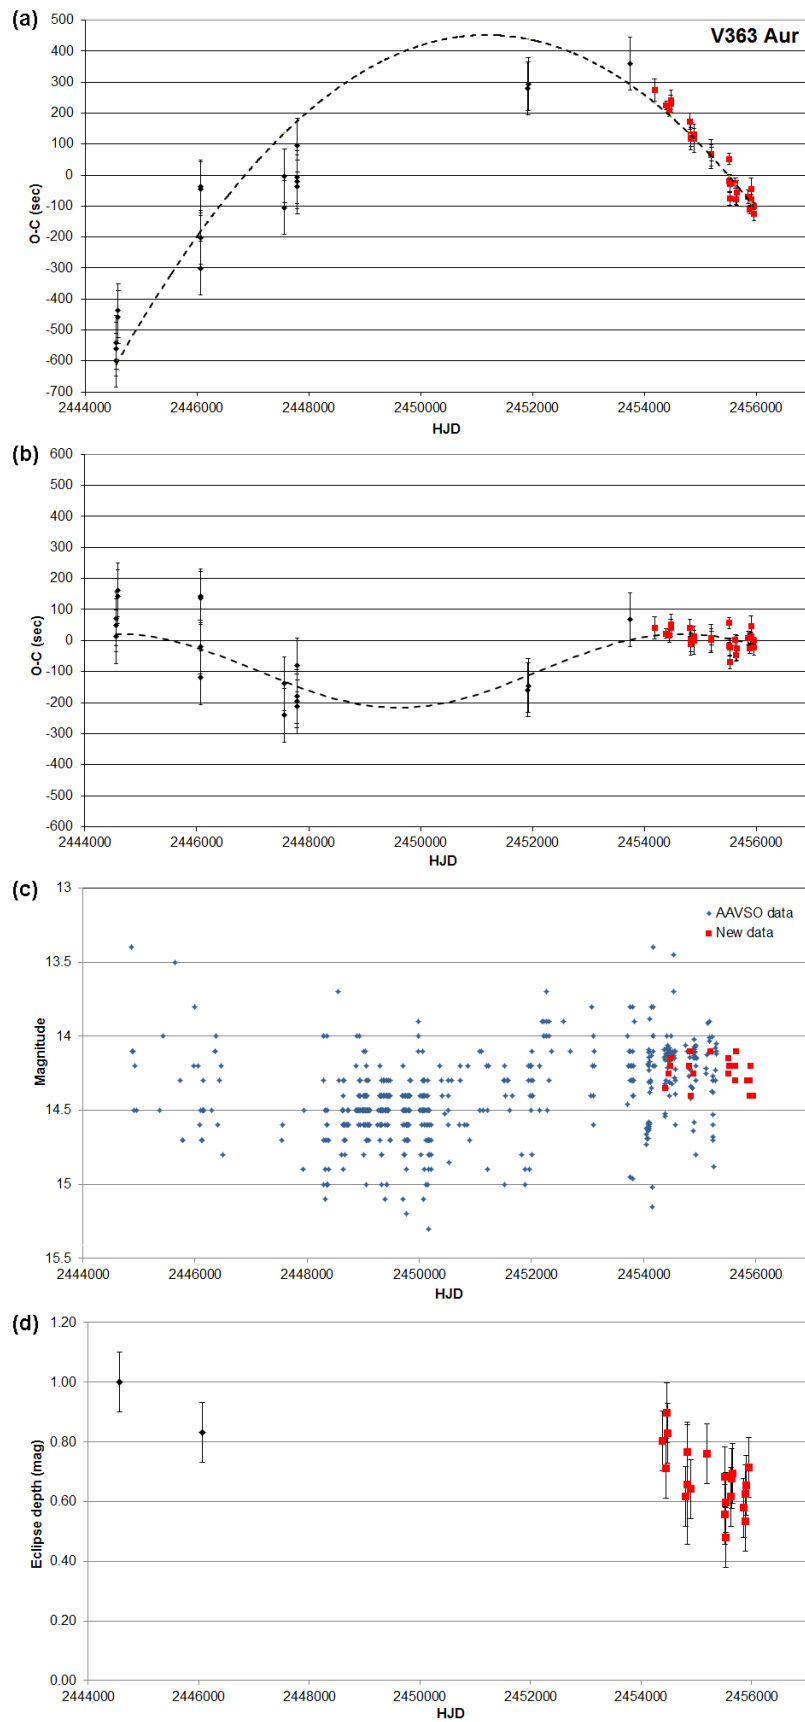 (a)
V363 Aur
500
400
300
200
100
0
-100
-200
-300
-400
-500
-600
-700
O-C (sec)
2444000 2446000 2448000 2450000 2452000 2454000 2456000
HJD
(b)
600
500
400
300
200
100
0
-100
-200
-300
-400
-500
-600
O-C (sec)
2444000 2446000 2448000 2450000 2452000 2454000 2456000
HJD
(c)
13
13.5
14
14.5
15
15.5
Magnitude
AAVSO data
New data
2444000 2446000 2448000 2450000 2452000 2454000 2456000
HJD
(d)
1.20
1.00
0.80
0.60
0.40
0.20
0.00
Eclipse depth (mag)
2444000 2446000 2448000 2450000 2452000 2454000 2456000
HJD